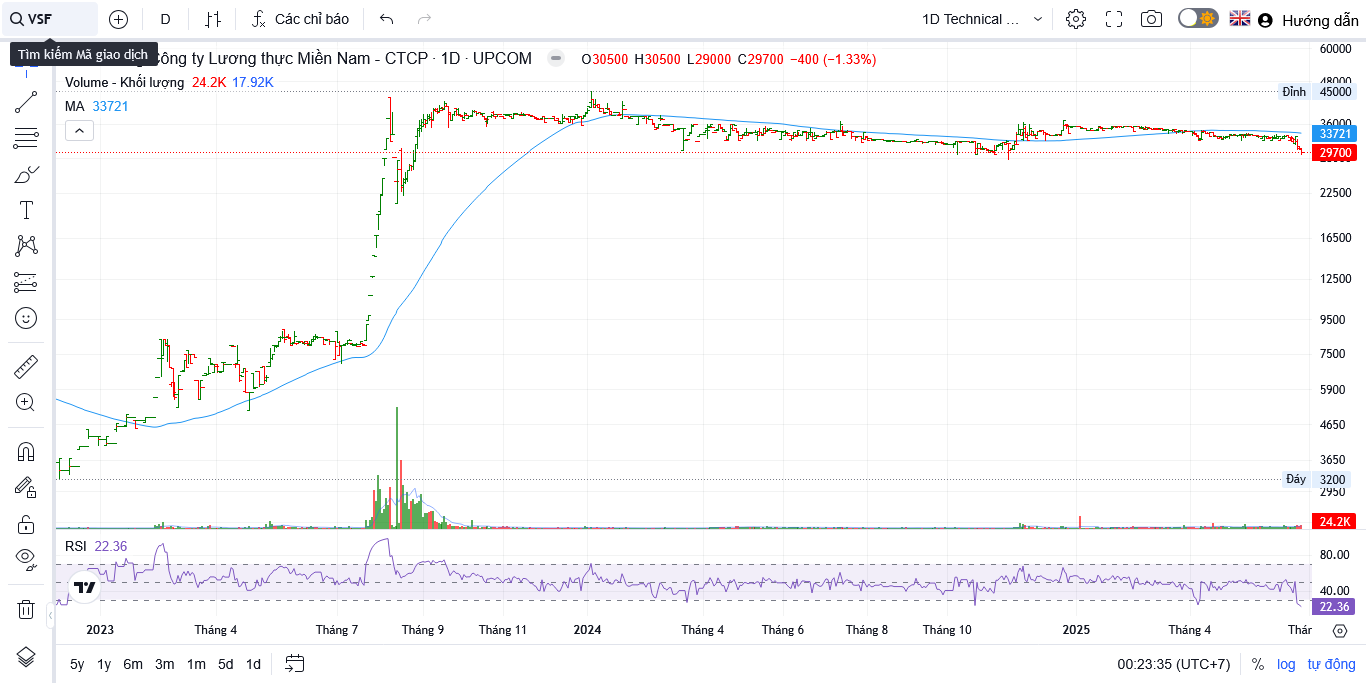 VSF
D
Các chỉ báo
1D Technical ...
Hướng dẫn
Tìm kiếm Mã giao dịch
Công ty Lương thực Miền Nam - CTCP · 1D · UPCOM O30500 H30500 L29000 C29700 −400 (−1.33%)
Volume - Khối lượng 24.2K 17.92K
MA 33721
60000
48000
Đỉnh 45000
36000
33721
29700
22500
16500
12500
9500
7500
5900
4650
3650
Đáy 3200
2950
24.2K
RSI 22.36
80.00
40.00
22.36
2023 Tháng 4 Tháng 7 Tháng 9 Tháng 11 2024 Tháng 4 Tháng 6 Tháng 8 Tháng 10 2025 Tháng 4 Thár
5y 1y 6m 3m 1m 5d 1d
00:23:35 (UTC+7) % log tự động